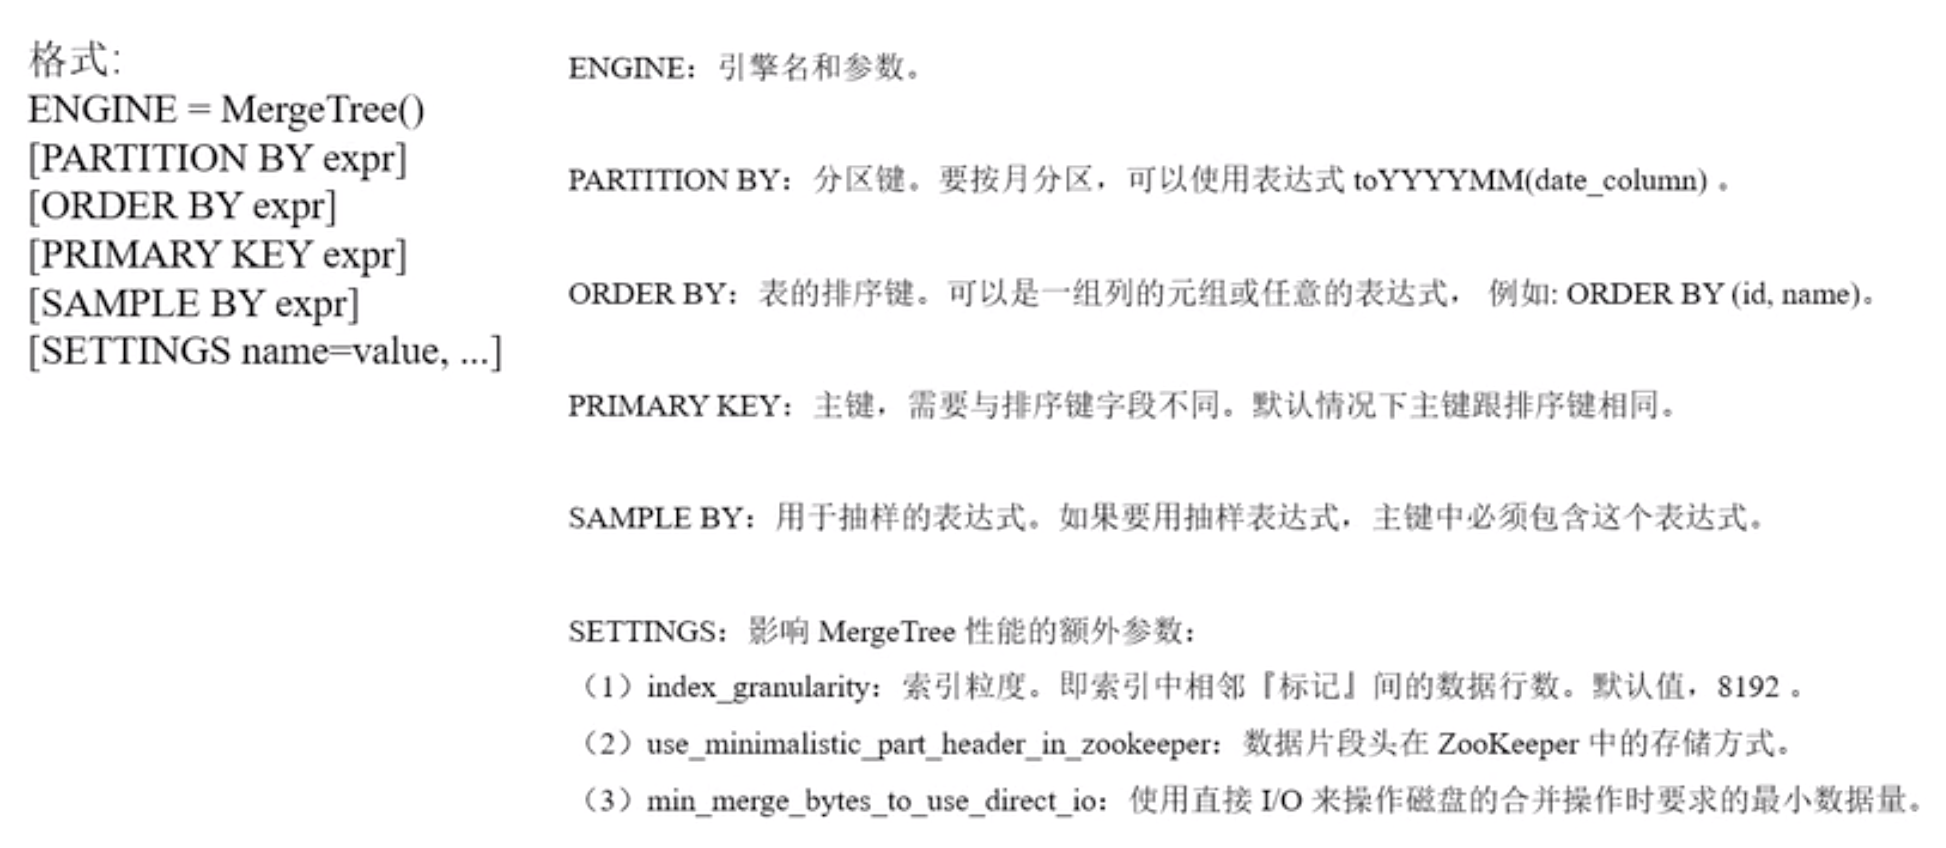 格式:
ENGINE = MergeTree()
[PARTITION BY expr]
[ORDER BY expr]
[PRIMARY KEY expr]
[SAMPLE BY expr]
[SETTINGS name=value, ...]
ENGINE：引擎名和参数。
PARTITION BY：分区键。要按月分区，可以使用表达式 toYYYYMM(date_column) 。
ORDER BY：表的排序键。可以是一组列的元组或任意的表达式， 例如: ORDER BY (id, name)。
PRIMARY KEY：主键，需要与排序键字段不同。默认情况下主键跟排序键相同。
SAMPLE BY：用于抽样的表达式。如果要用抽样表达式，主键中必须包含这个表达式。
SETTINGS：影响 MergeTree 性能的额外参数：
（1）index_granularity：索引粒度。即索引中相邻『标记』间的数据行数。默认值，8192 。
（2）use_minimalistic_part_header_in_zookeeper：数据片段头在 ZooKeeper 中的存储方式。
（3）min_merge_bytes_to_use_direct_io：使用直接 I/O 来操作磁盘的合并操作时要求的最小数据量。